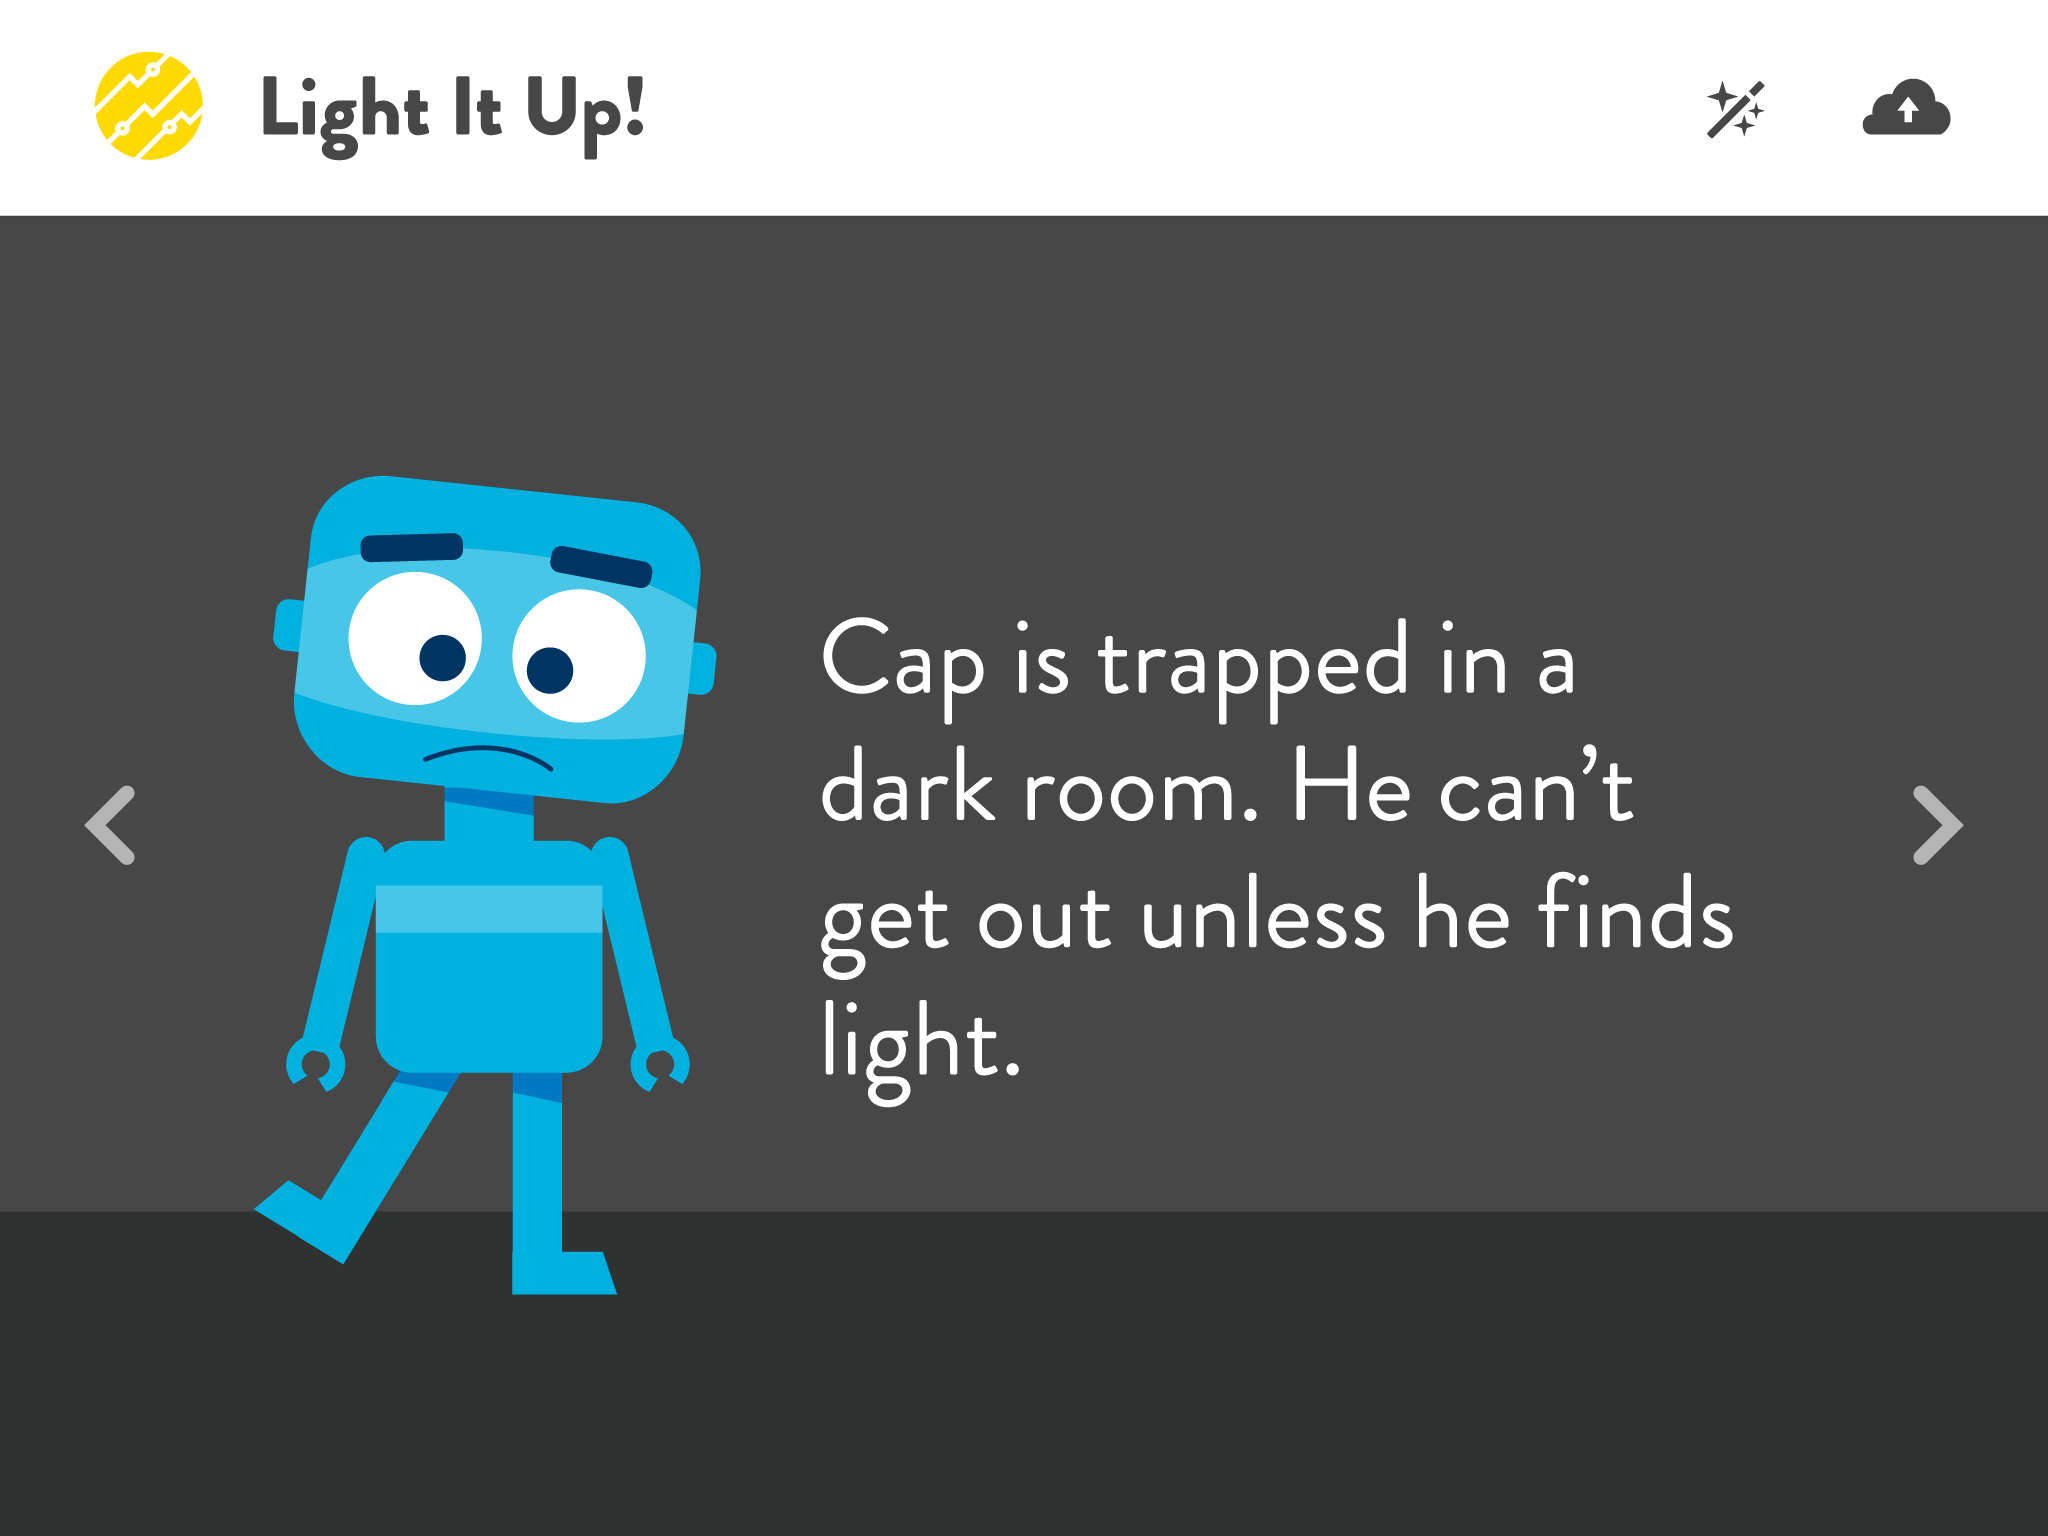 Light It Up!
Cap is trapped in a
dark room. He can’t
get out unless he finds
light.